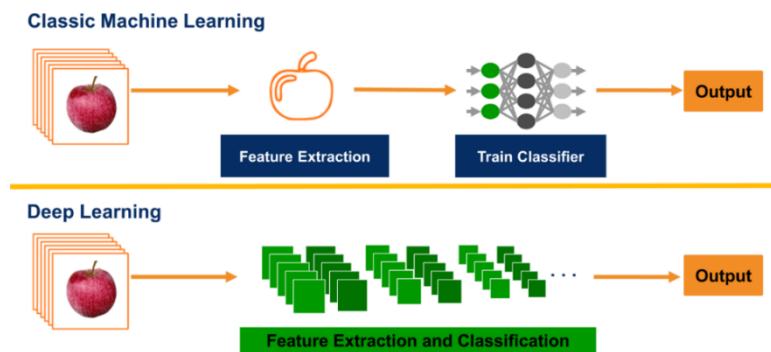 Classic Machine Learning
Output
Feature Extraction
Train Classifier
Deep Learning
Output
Feature Extraction and Classification